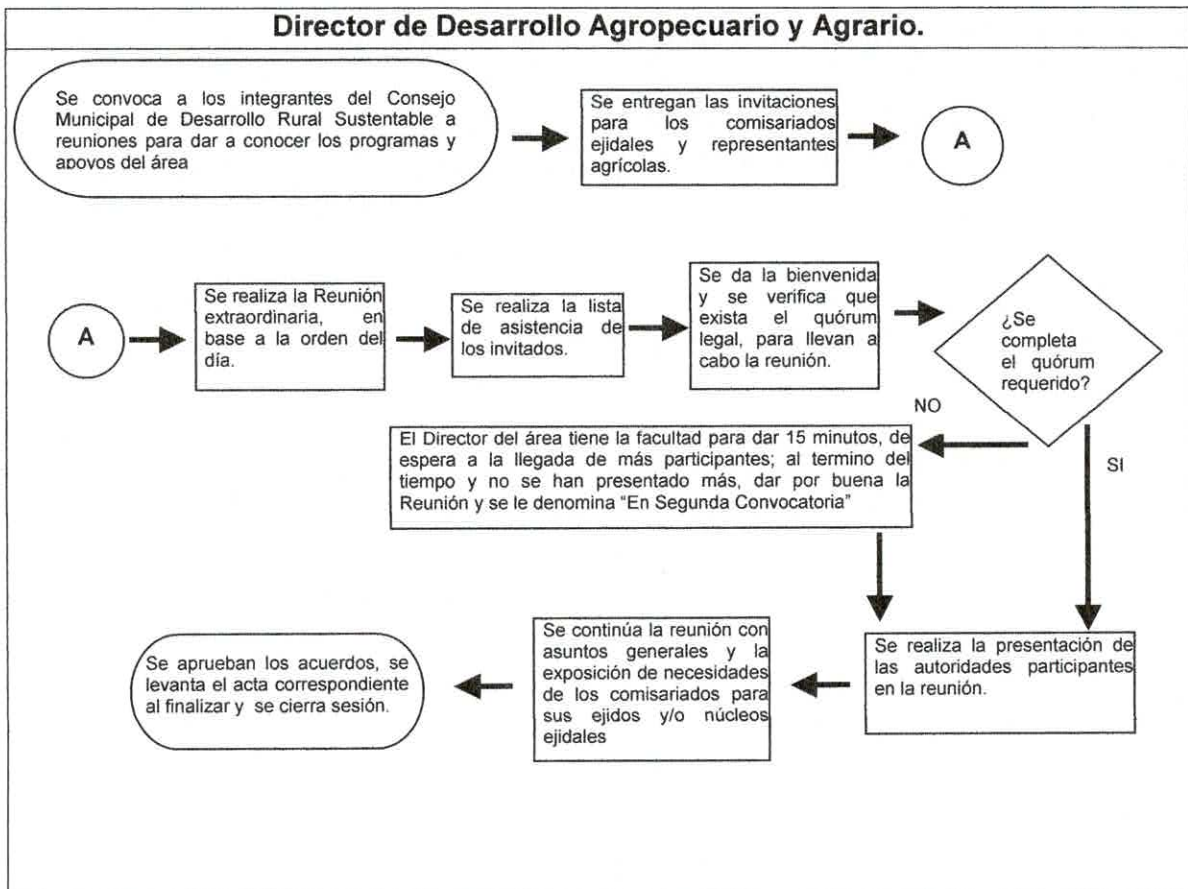 Director de Desarrollo Agropecuario y Agrario.
Se convoca a los integrantes del Consejo
Municipal de Desarrollo Rural Sustentable a
reuniones para dar a conocer los programas y
apoyos del área
Se entregan las invitaciones
para los comisariados
ejidales y representantes
agrícolas.
A
A
Se realiza la Reunión
extraordinaria, en
base a la orden del
día.
Se realiza la lista
de asistencia de
los invitados.
Se da la bienvenida
y se verifica que
exista el quórum
legal, para llevan a
cabo la reunión.
¿Se
completa
el quórum
requerido?
NO
SI
El Director del área tiene la facultad para dar 15 minutos, de
espera a la llegada de más participantes; al termino del
tiempo y no se han presentado más, dar por buena la
Reunión y se le denomina “En Segunda Convocatoria”
Se realiza la presentación de
las autoridades participantes
en la reunión.
Se continúa la reunión con
asuntos generales y la
exposición de necesidades
de los comisariados para
sus ejidos y/o núcleos
ejidales
Se aprueban los acuerdos, se
levanta el acta correspondiente
al finalizar y se cierra sesión.